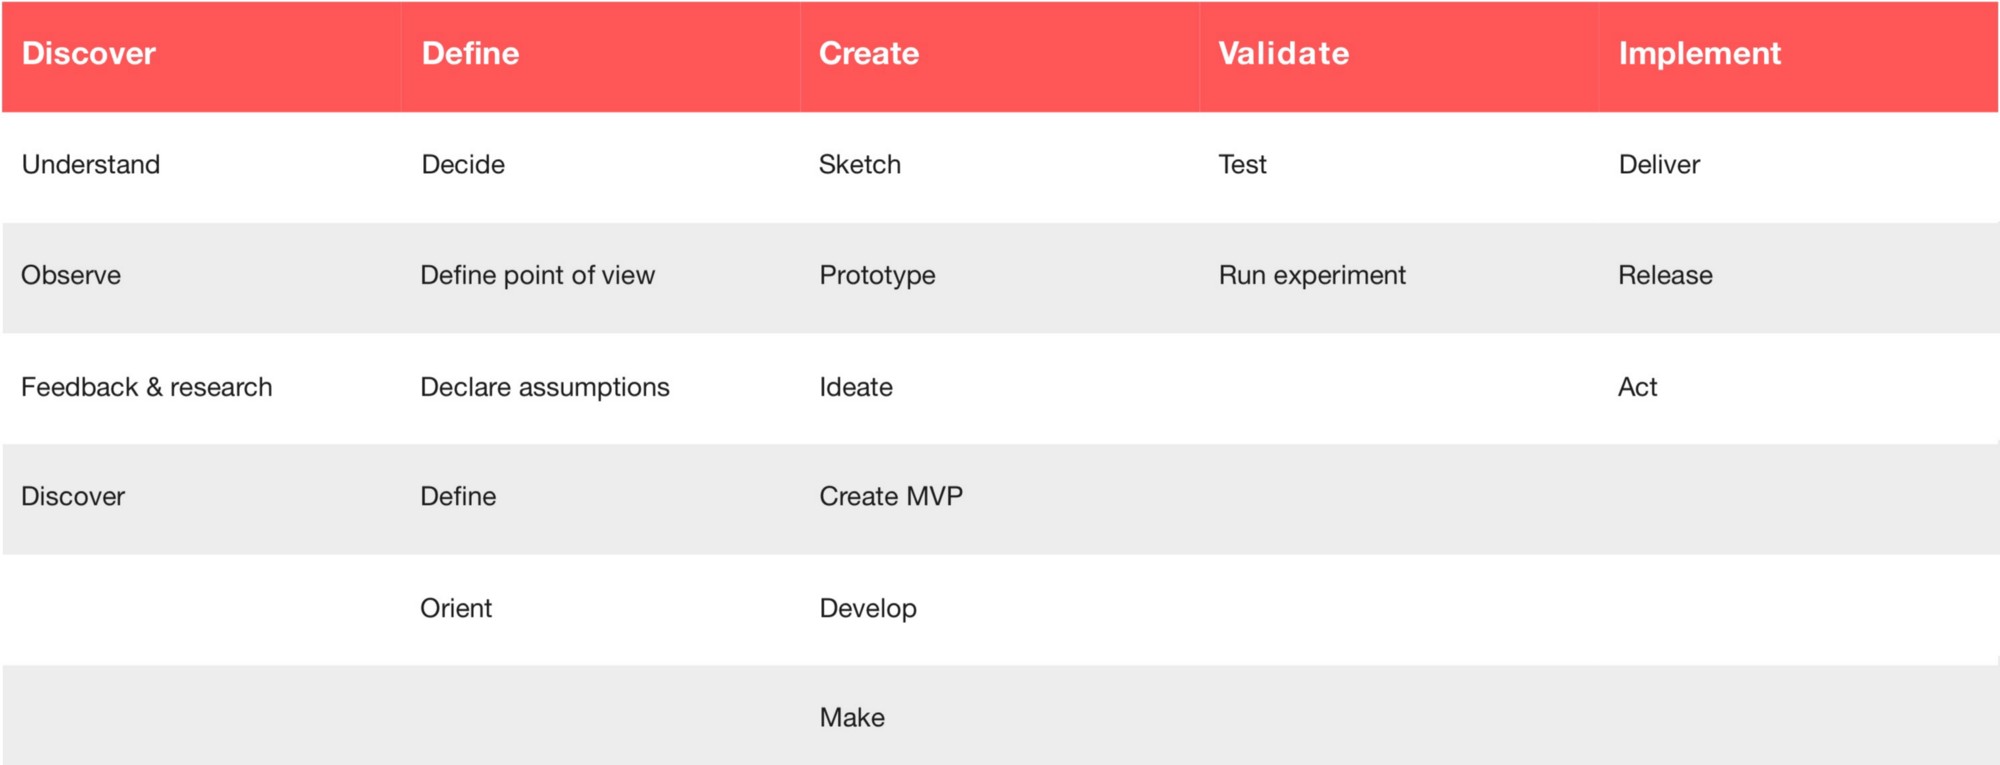 Discover Define Create Validate Implement
Understand Decide Sketch Test Deliver
Observe Define point of view Prototype Run experiment Release
Feedback & research Declare assumptions Ideate Act
Discover Define Create MVP
Orient Develop
Make